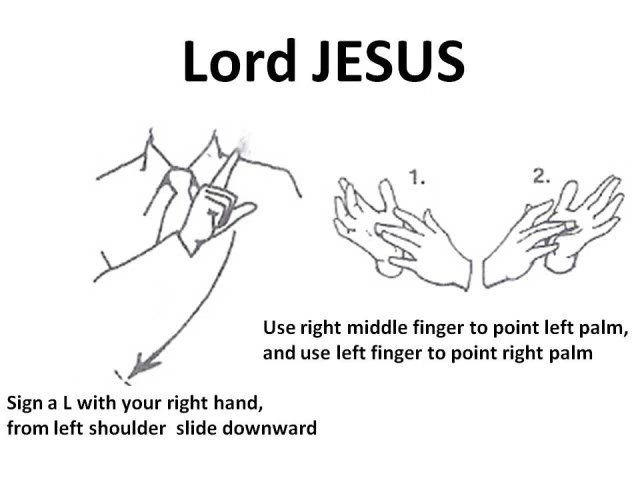 Lord JESUS
1.
2.
Use right middle finger to point left palm,
and use left finger to point right palm
Sign a L with your right hand,
from left shoulder slide downward